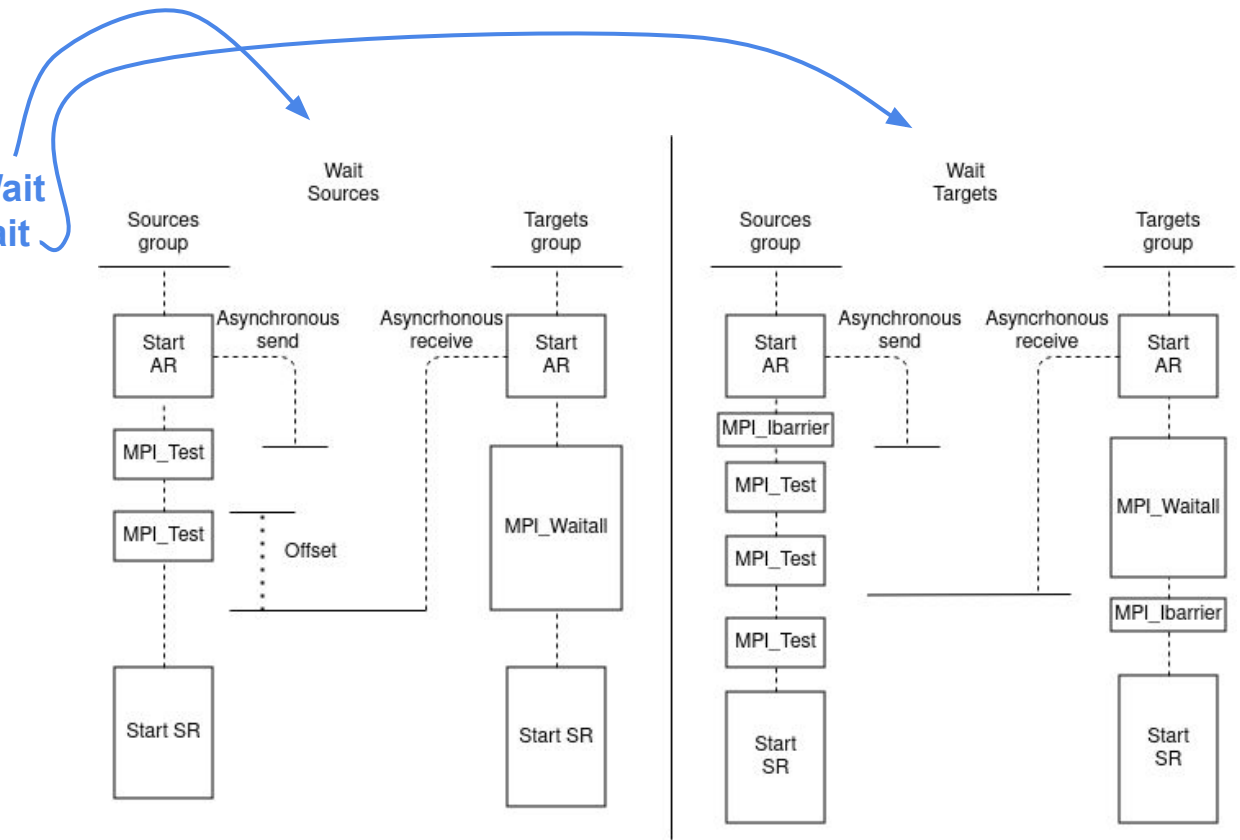 Wait
Sources
Sources
group
Targets
group
Asynchronous
send
Asyncrhonous
receive
Start
AR
Start
AR
MPI_Test
MPI_Test
Offset
MPI_Waitall
Start SR
Start SR
Wait
Targets
Sources
group
Targets
group
Asynchronous
send
Asyncrhonous
receive
Start
AR
Start
AR
MPI_Ibarrier
MPI_Test
MPI_Test
MPI_Test
MPI_Waitall
MPI_Ibarrier
Start
SR
Start
SR